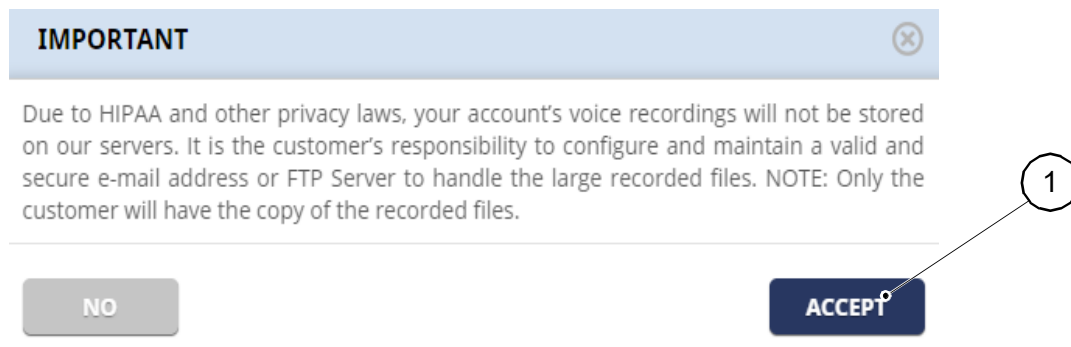 IMPORTANT
Due to HIPAA and other privacy laws, your account's voice recordings will not be stored
on our servers. It is the customer's responsibility to configure and maintain a valid and
secure e-mail address or FTP Server to handle the large recorded files. NOTE: Only the
customer will have the copy of the recorded files.
1
NO
ACCEPT